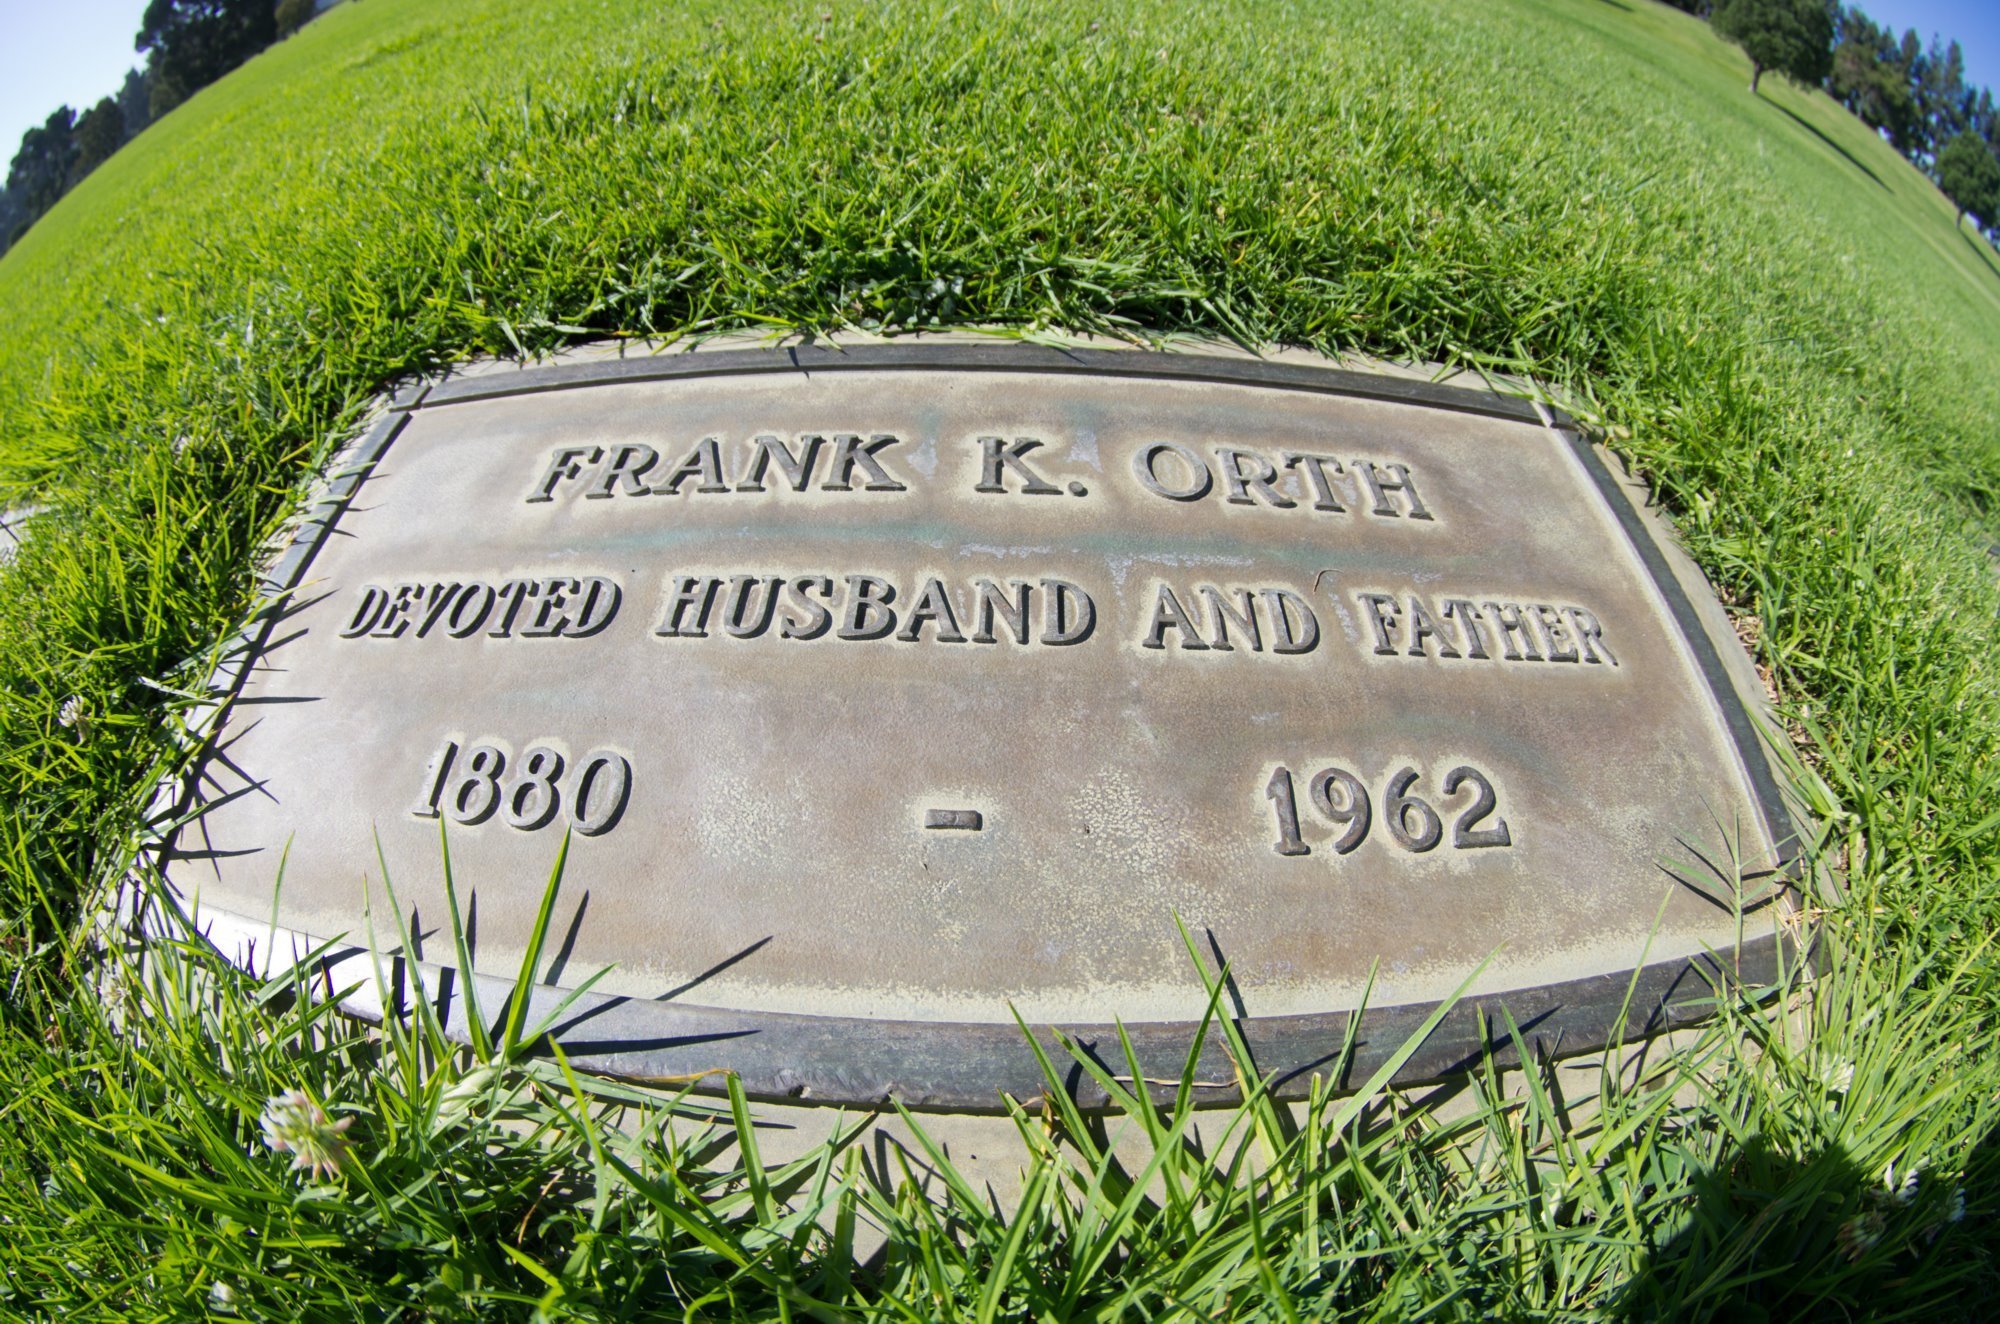 FRANK K. ORTH
DEVOTED HUSBAND AND FATHER
1880 - 1962